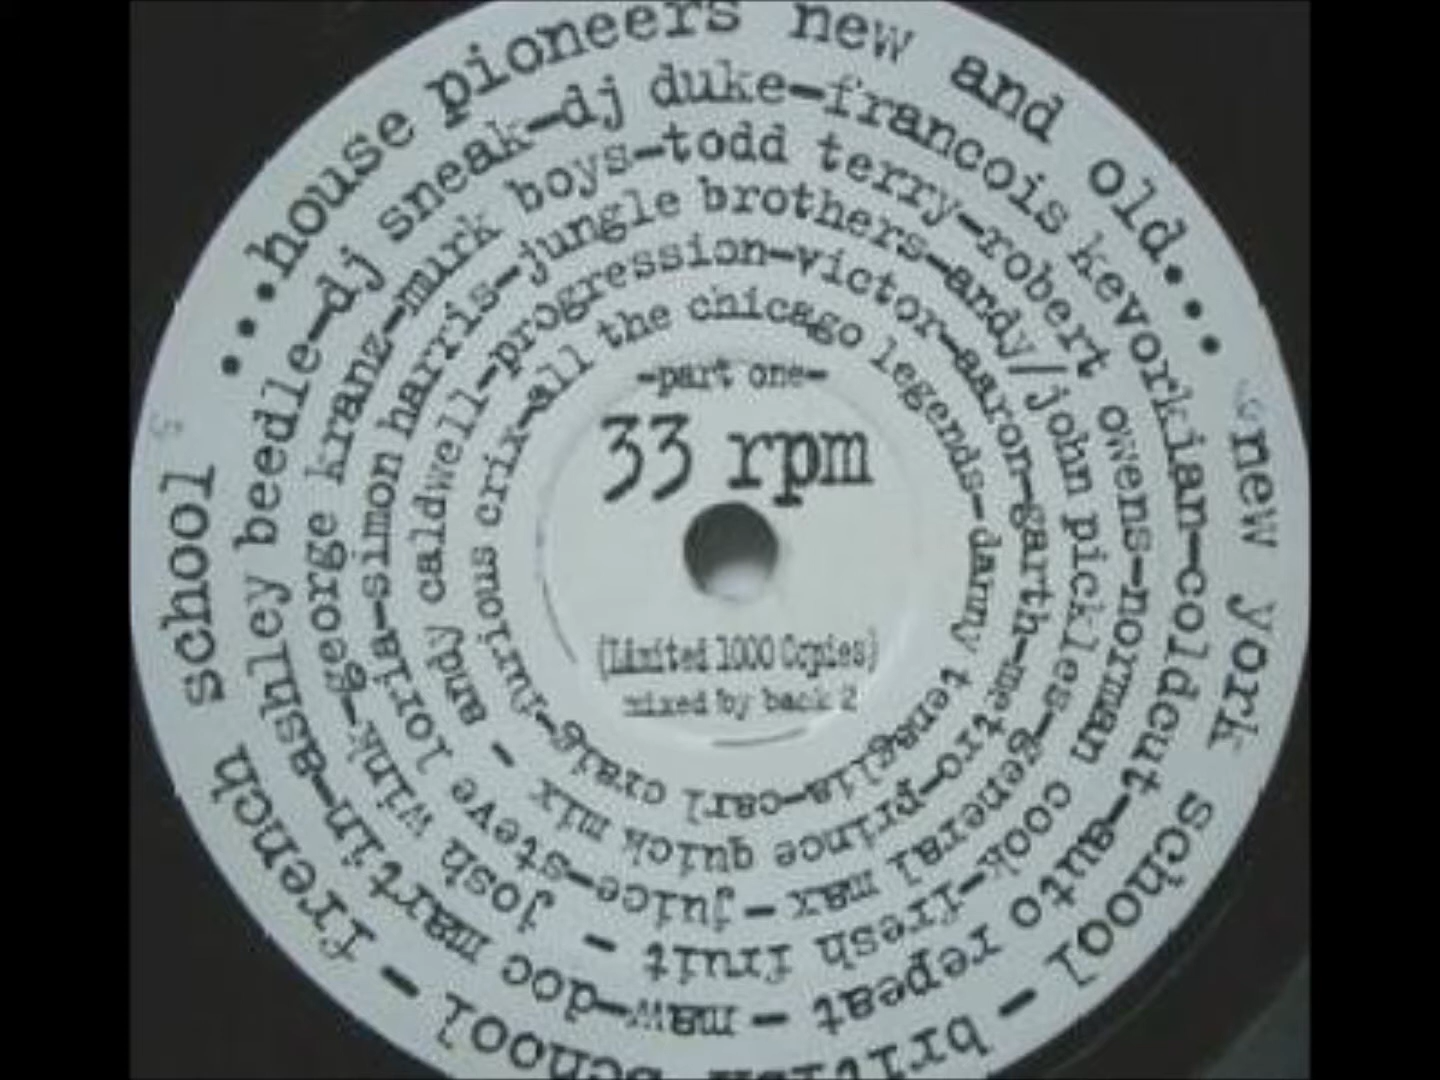 ...house pioneers new and old...
new york school - british school - french school
ashley beedle-dj sneak-dj duke-francois kevorkian-coldcut-auto repeat - maw-doc martin-
george kranz-murk boys-todd terry-robert owens-norman cook-fresh fruit - josh wink-
simon harris-jungle brothers-andy/john pickles-general max-juice-steve loria-
andy caldwell-progression-victor-aaron-garth-metro-prince quick mix -
furious crix-all the chicago legends-danny tenaglia-carl craig-
-part one-
33 rpm
(Limited 1000 Copies)
mixed by back 2